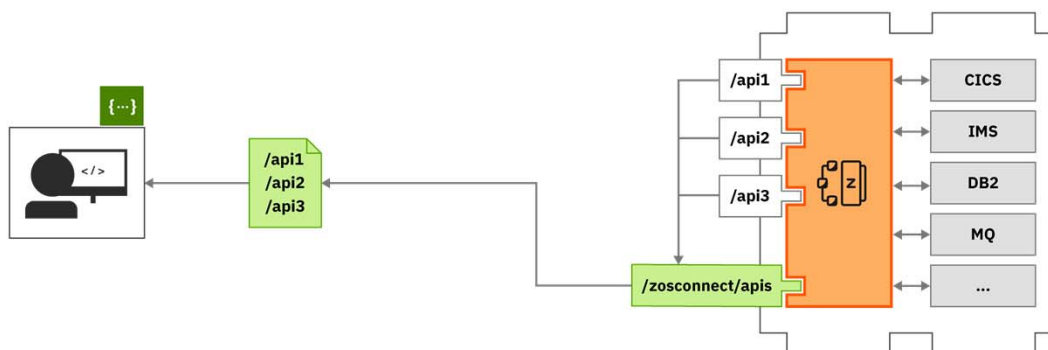 {...}
</>
/api1
/api2
/api3
/api1
/api2
/api3
/zosconnect/apis
Z
CICS
IMS
DB2
MQ
...